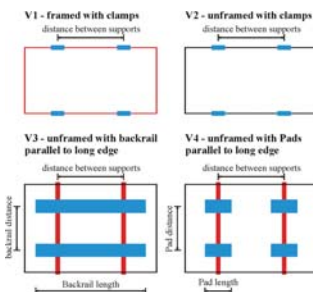 V1 - framed with clamps
distance between supports
V2 - unframed with clamps
distance between supports
V3 - unframed with backrail
parallel to long edge
distance between supports
backrail distance
Backrail length
V4 - unframed with Pads
parallel to long edge
distance between supports
Pad distance
Pad length